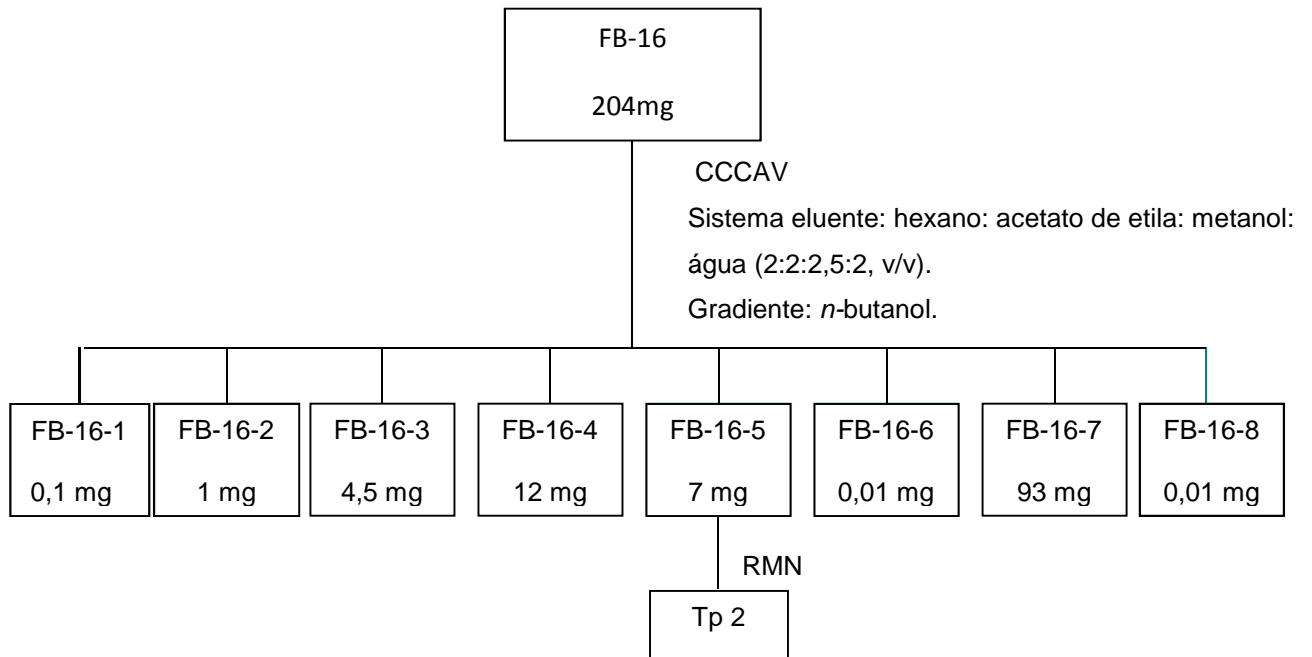 FB-16
204mg
CCCAV
Sistema eluente: hexano: acetato de etila: metanol:
água (2:2:2,5:2, v/v).
Gradiente: n-butanol.
FB-16-1
0,1 mg
FB-16-2
1 mg
FB-16-3
4,5 mg
FB-16-4
12 mg
FB-16-5
7 mg
FB-16-6
0,01 mg
FB-16-7
93 mg
FB-16-8
0,01 mg
RMN
Tp 2